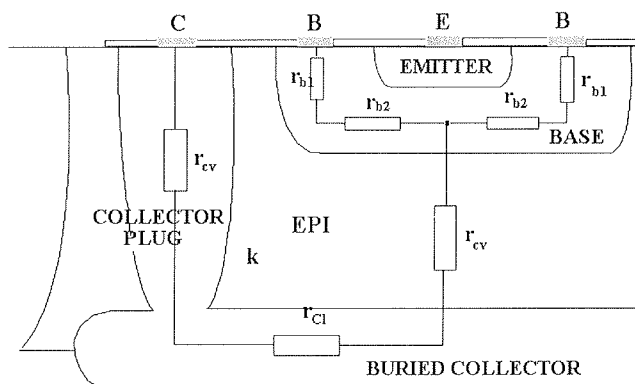 C B E B
EMITTER
r_b1 r_b1
r_b2 r_b2
BASE
r_cv
COLLECTOR
PLUG
EPI
r_cv
k
r_Cl
BURIED COLLECTOR